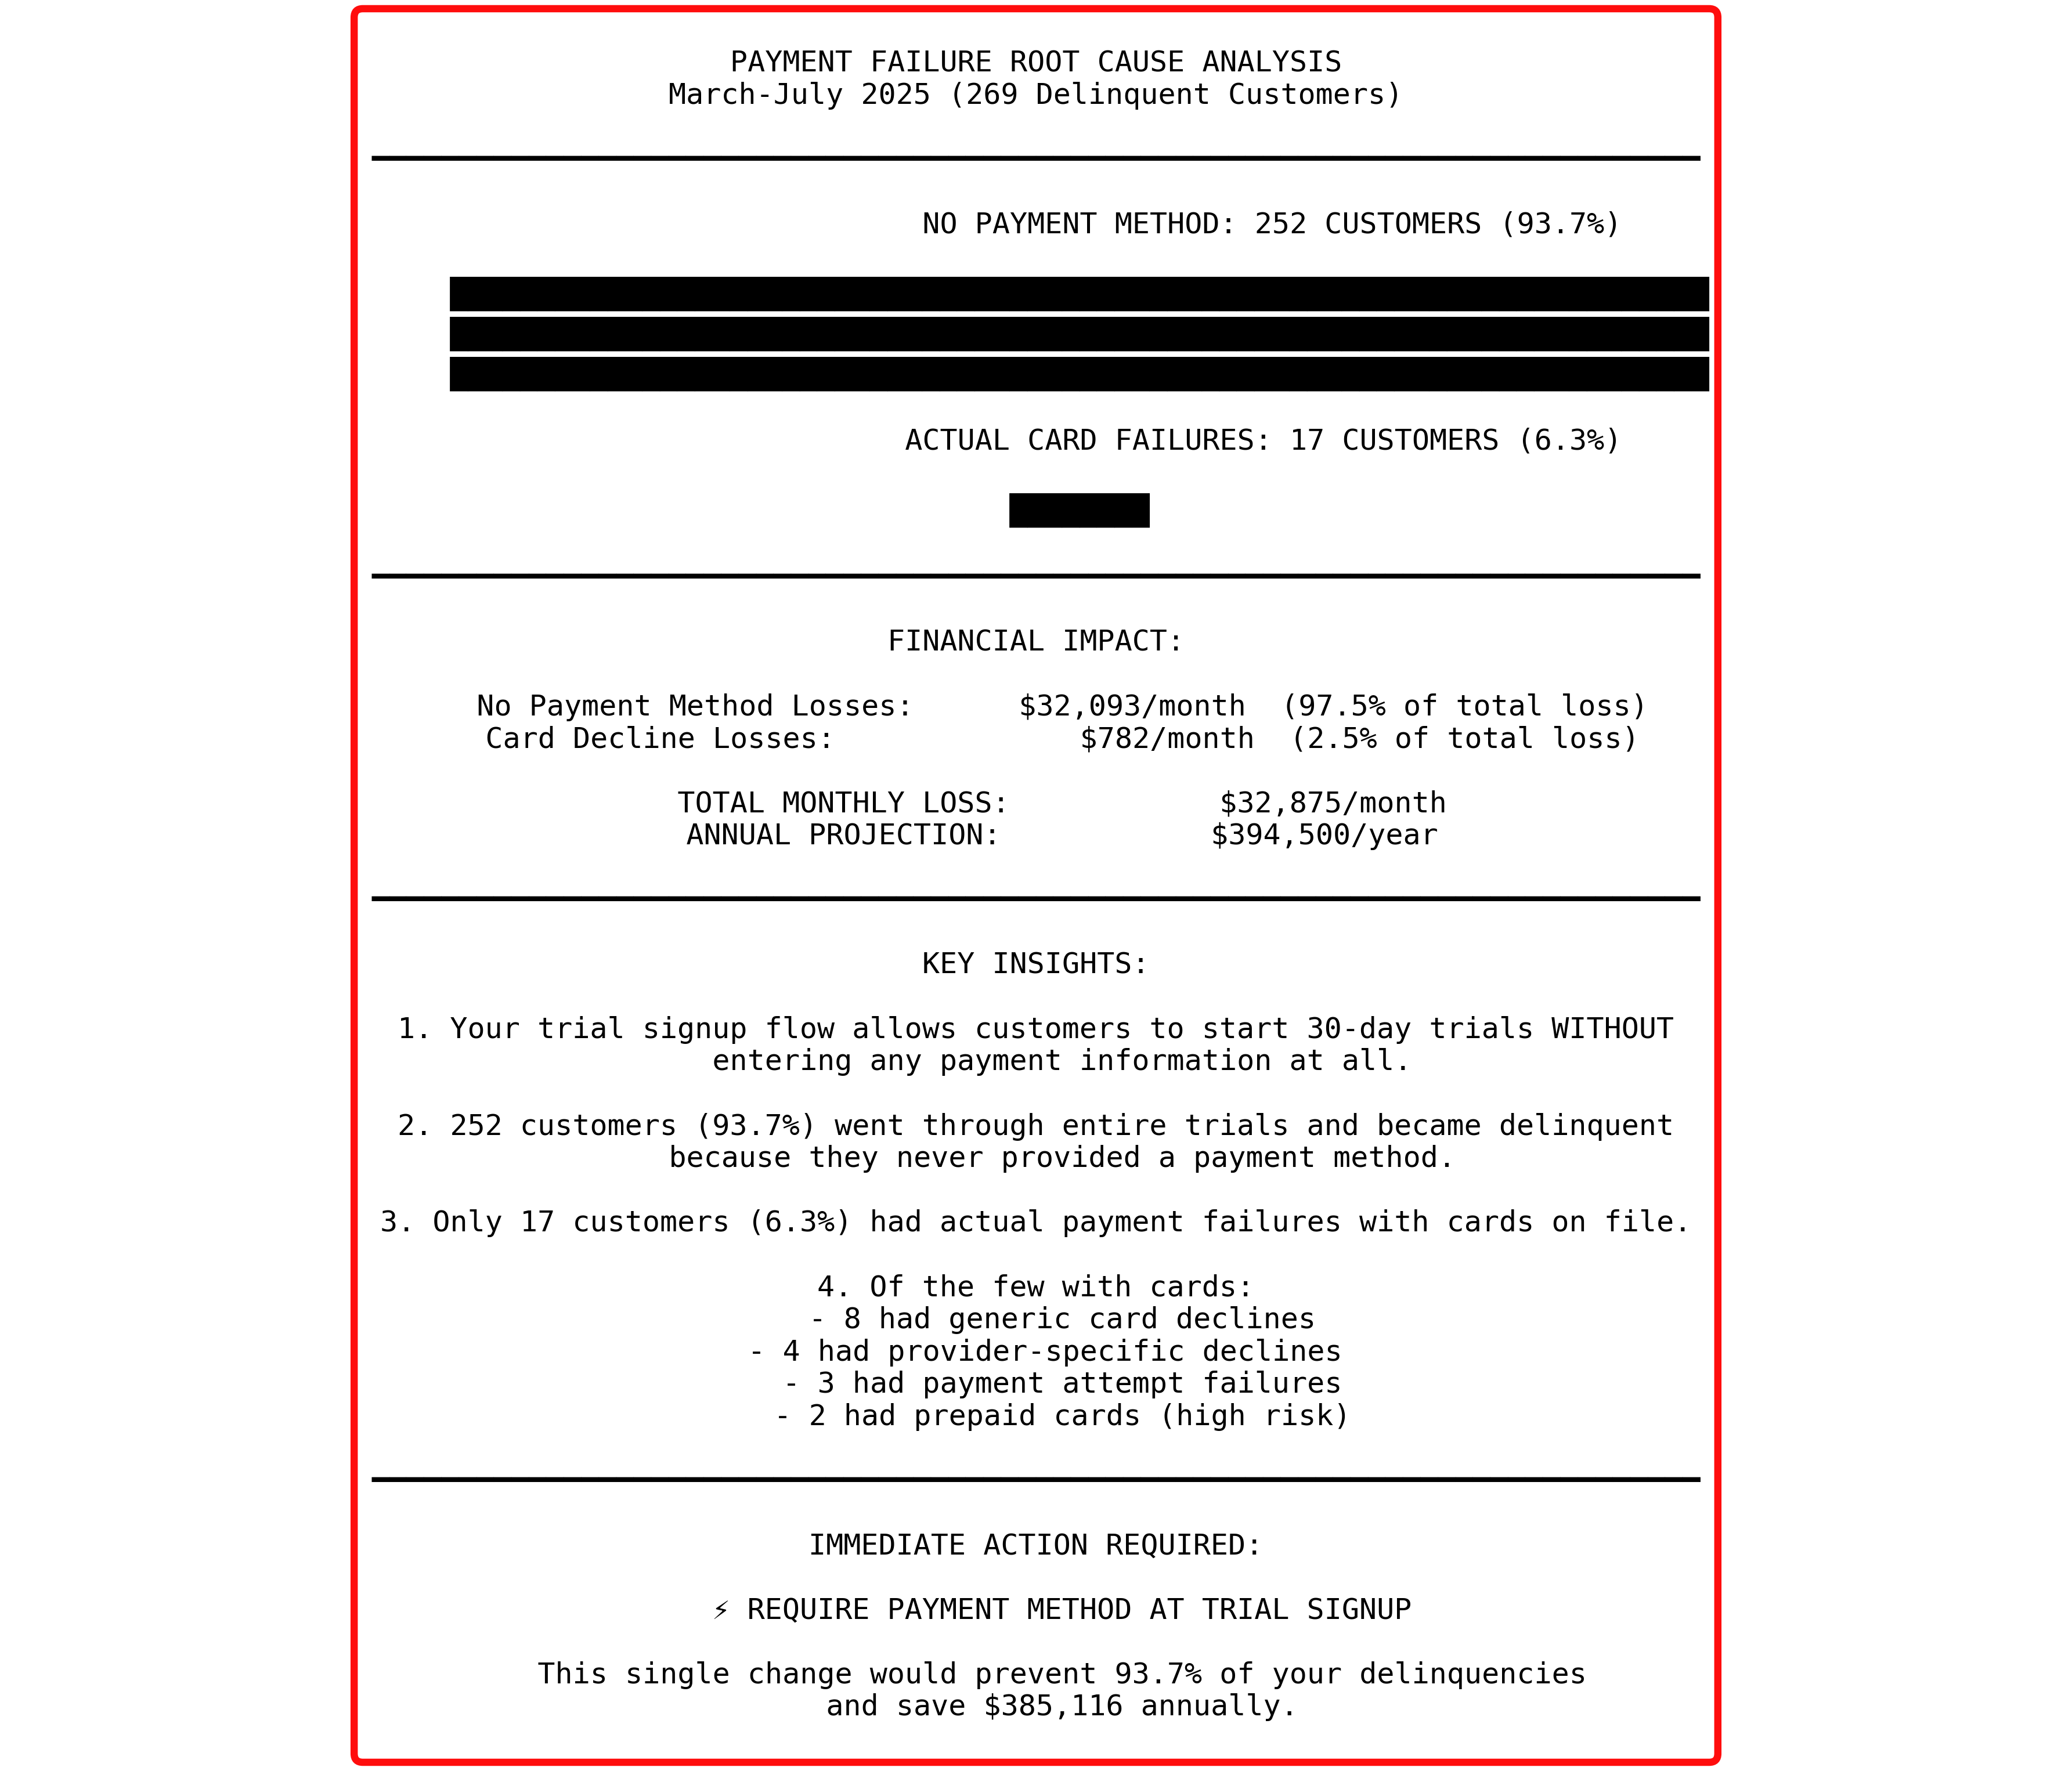 PAYMENT FAILURE ROOT CAUSE ANALYSIS
March-July 2025 (269 Delinquent Customers)
NO PAYMENT METHOD: 252 CUSTOMERS (93.7%)
ACTUAL CARD FAILURES: 17 CUSTOMERS (6.3%)
FINANCIAL IMPACT:
No Payment Method Losses: $32,093/month (97.5% of total loss)
Card Decline Losses: $782/month (2.5% of total loss)
TOTAL MONTHLY LOSS: $32,875/month
ANNUAL PROJECTION: $394,500/year
KEY INSIGHTS:
1. Your trial signup flow allows customers to start 30-day trials WITHOUT
entering any payment information at all.
2. 252 customers (93.7%) went through entire trials and became delinquent
because they never provided a payment method.
3. Only 17 customers (6.3%) had actual payment failures with cards on file.
4. Of the few with cards:
- 8 had generic card declines
- 4 had provider-specific declines
- 3 had payment attempt failures
- 2 had prepaid cards (high risk)
IMMEDIATE ACTION REQUIRED:
⚡ REQUIRE PAYMENT METHOD AT TRIAL SIGNUP
This single change would prevent 93.7% of your delinquencies
and save $385,116 annually.